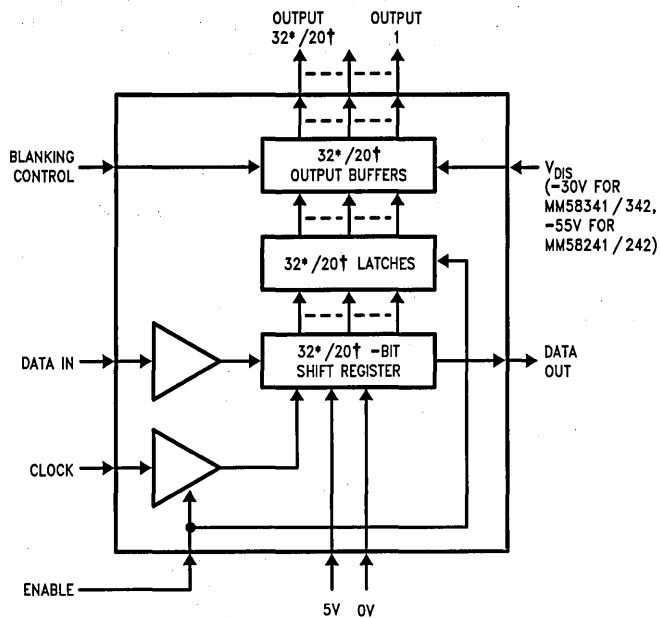 OUTPUT
32*/20†
OUTPUT
1
BLANKING
CONTROL
32*/20†
OUTPUT BUFFERS
VDIS
(-30V FOR
MM58341/342,
-55V FOR
MM58241/242)
32*/20† LATCHES
DATA IN
32*/20† -BIT
SHIFT REGISTER
DATA
OUT
CLOCK
ENABLE
5V
0V